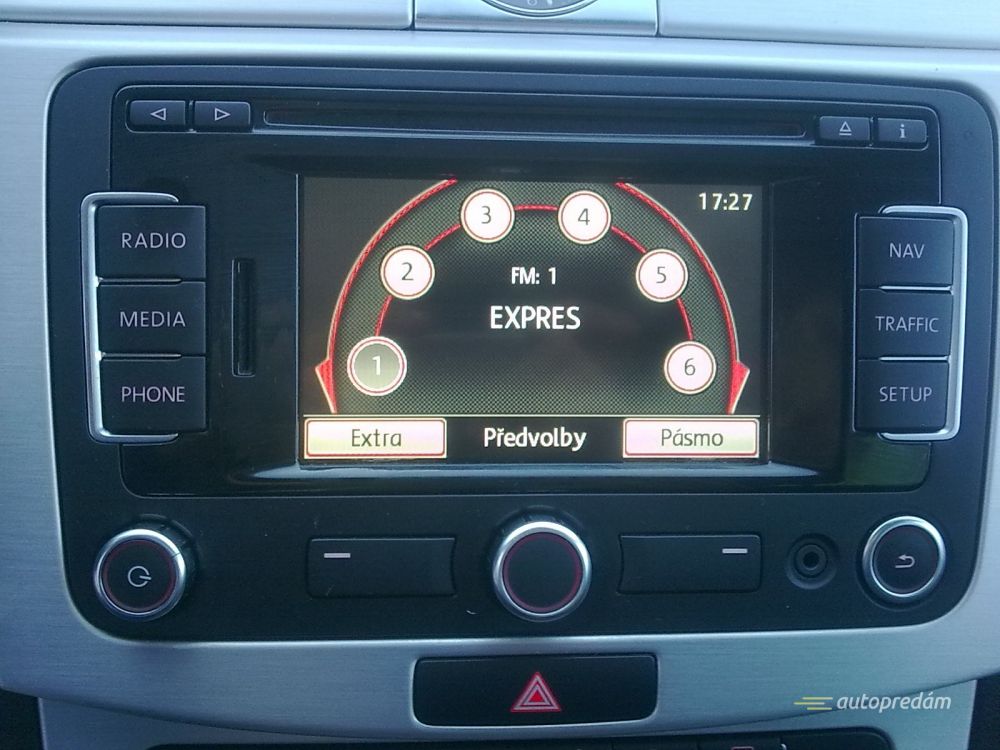 i
RADIO
MEDIA
PHONE
NAV
TRAFFIC
SETUP
17:27
1
2
3
4
5
6
FM: 1
EXPRES
Extra
Předvolby
Pásmo
autopredám